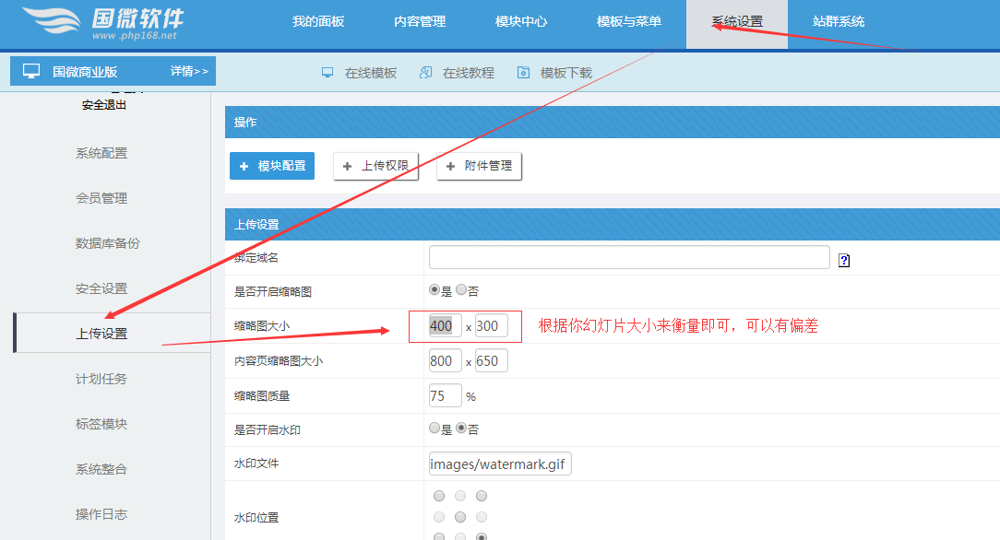 国微软件
www.php168.net
我的面板 内容管理 模块中心 模板与菜单 系统设置 站群系统
国微商业版 详情>>
在线模板 在线教程 模板下载
安全退出
系统配置
会员管理
数据库备份
安全设置
上传设置
计划任务
标签模块
系统整合
操作日志
操作
模块配置 上传权限 附件管理
上传设置
绑定域名 ?
是否开启缩略图 是 否
缩略图大小 400 x 300 根据你幻灯片大小来衡量即可，可以有偏差
内容页缩略图大小 800 x 650
缩略图质量 75 %
是否开启水印 是 否
水印文件 images/watermark.gif
水印位置